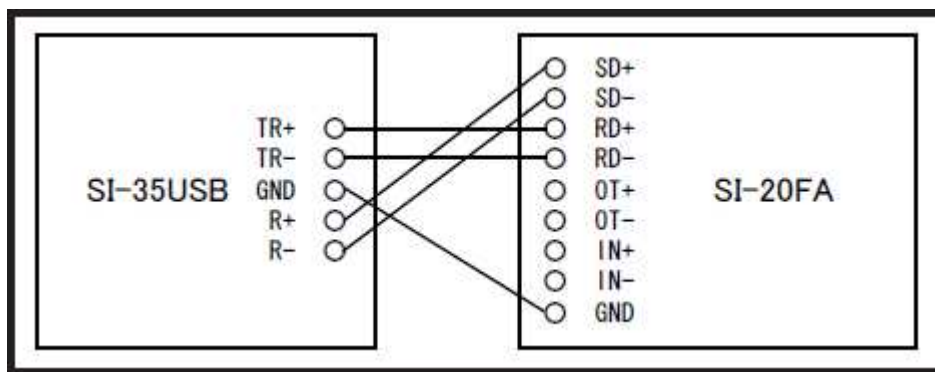 SI-35USB
TR+
TR-
GND
R+
R-
SD+
SD-
RD+
RD-
OT+
OT-
IN+
IN-
GND
SI-20FA